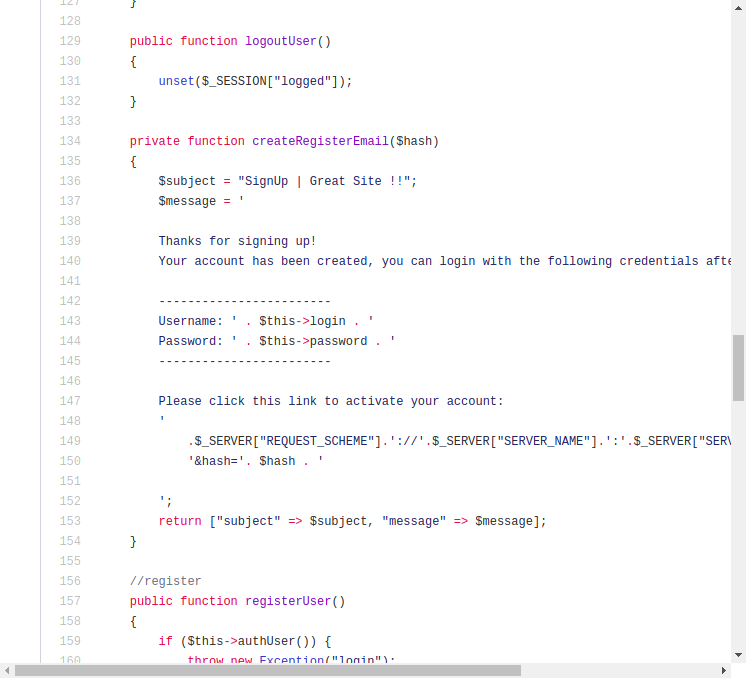 127 }
128
129 public function logoutUser()
130 {
131 unset($_SESSION["logged"]);
132 }
133
134 private function createRegisterEmail($hash)
135 {
136 $subject = "SignUp | Great Site !!";
137 $message = '
138
139 Thanks for signing up!
140 Your account has been created, you can login with the following credentials afte
141
142 ------------------------
143 Username: ' . $this->login . '
144 Password: ' . $this->password . '
145 ------------------------
146
147 Please click this link to activate your account:
148 '
149 .$_SERVER["REQUEST_SCHEME"].'://'.$_SERVER["SERVER_NAME"].':'.$_SERVER["SERV
150 '&hash='. $hash . '
151
152 ';
153 return ["subject" => $subject, "message" => $message];
154 }
155
156 //register
157 public function registerUser()
158 {
159 if ($this->authUser()) {
160 throw new Exception("login");